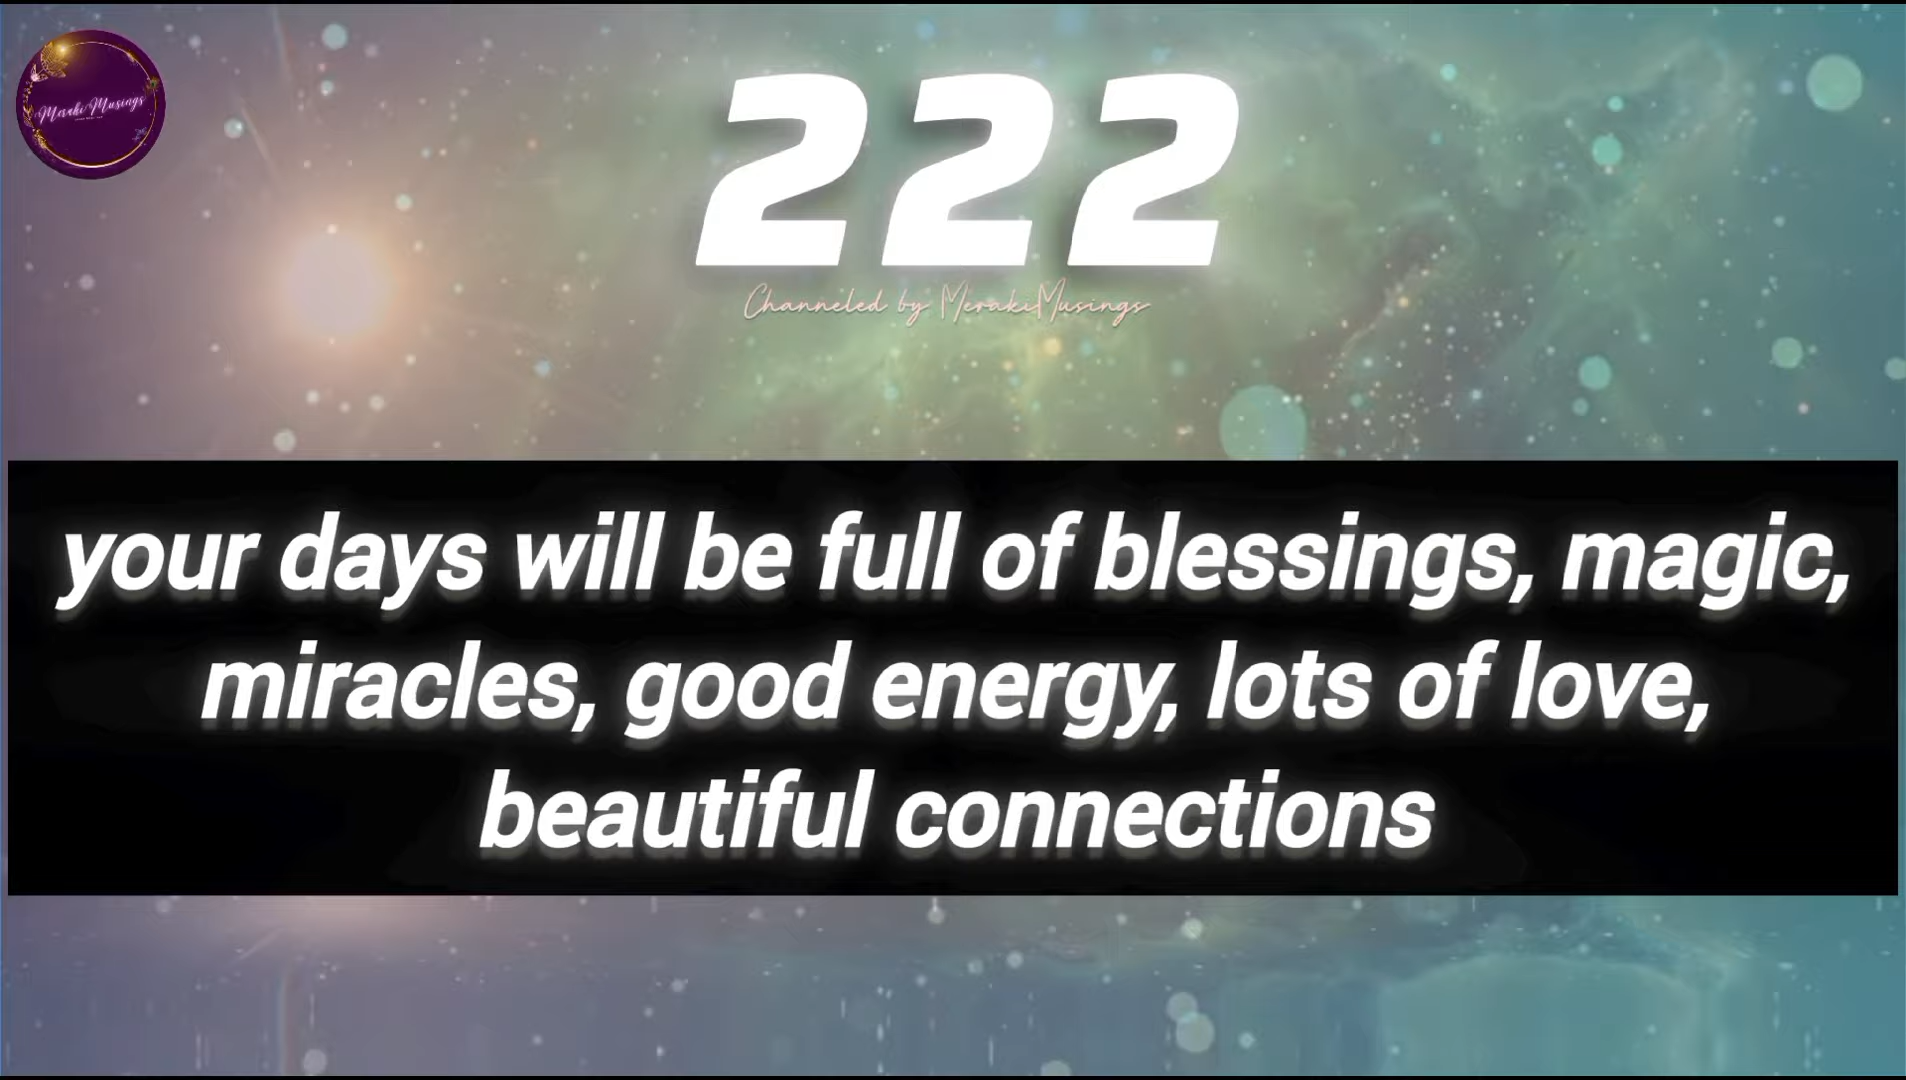 Meraki Musings
222
Channeled by MerakiMusings
your days will be full of blessings, magic,
miracles, good energy, lots of love,
beautiful connections